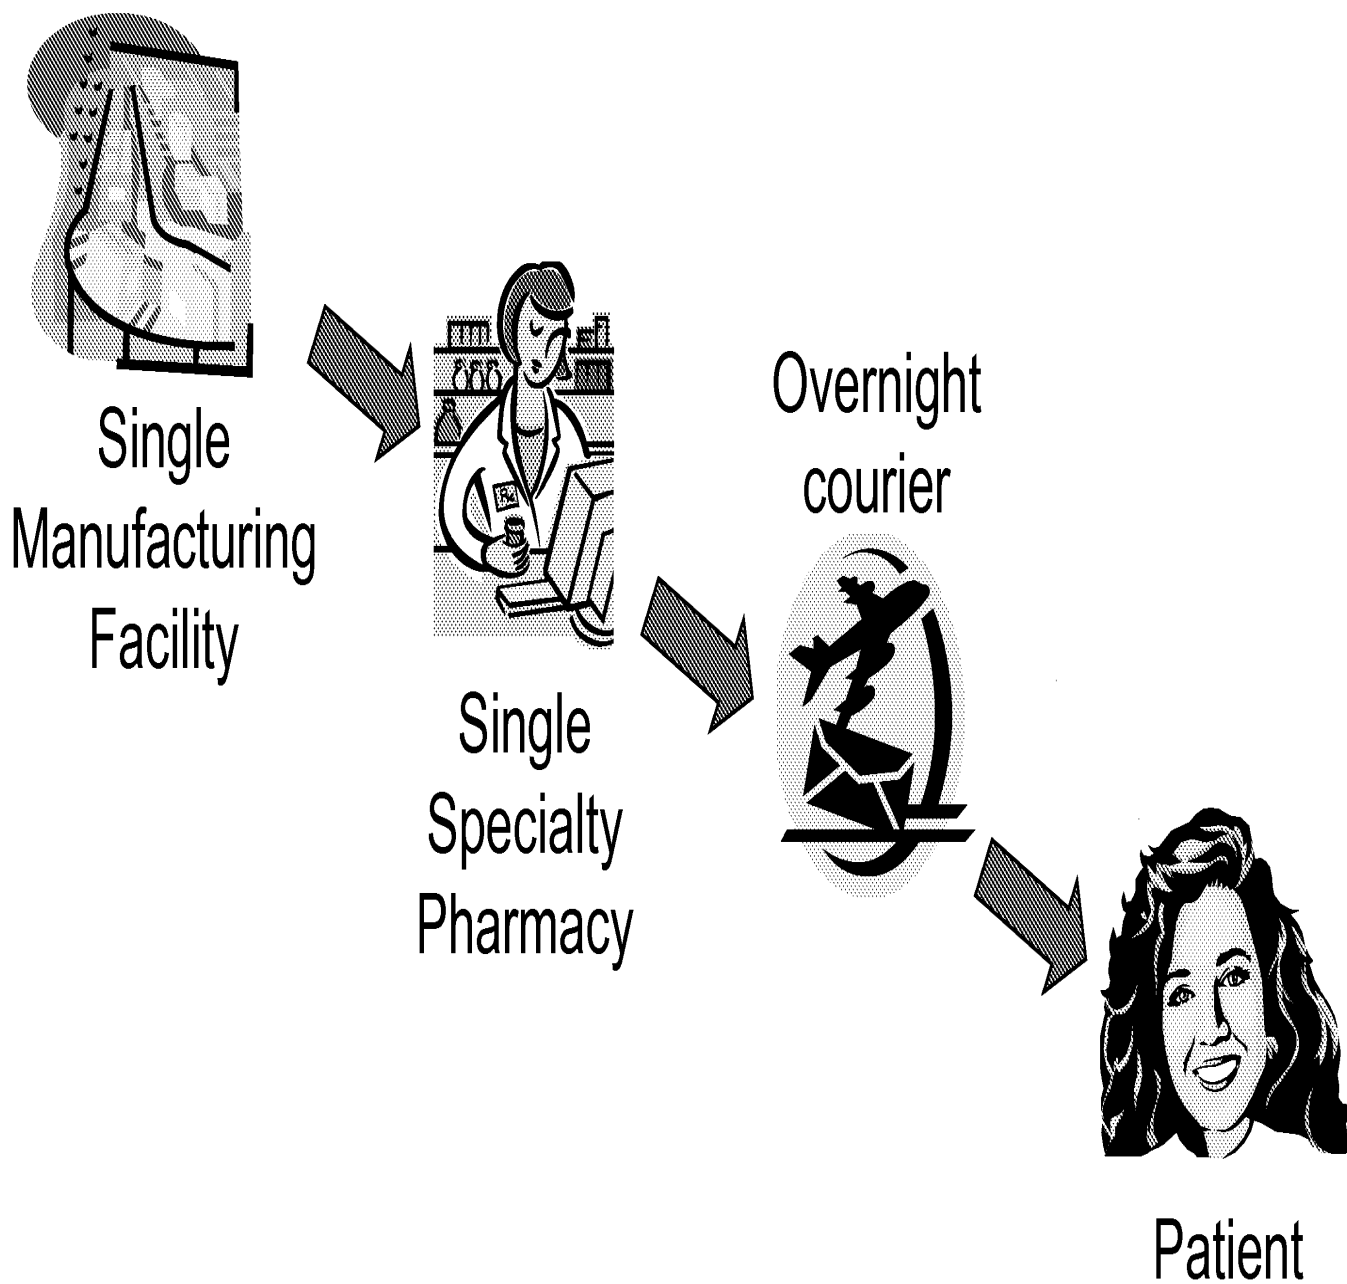 Single
Manufacturing
Facility
Single
Specialty
Pharmacy
Overnight
courier
Patient